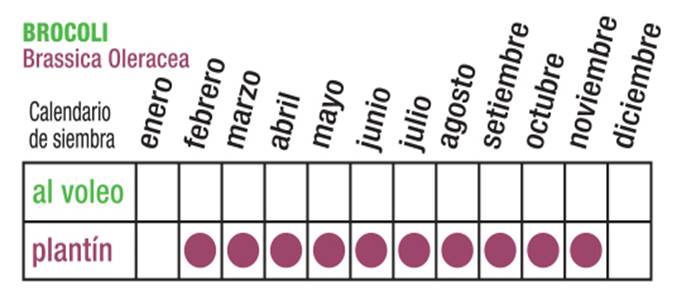 BROCOLI
Brassica Oleracea
Calendario
de siembra
enero
febrero
marzo
abril
mayo
junio
julio
agosto
setiembre
octubre
noviembre
diciembre
al voleo
plantín